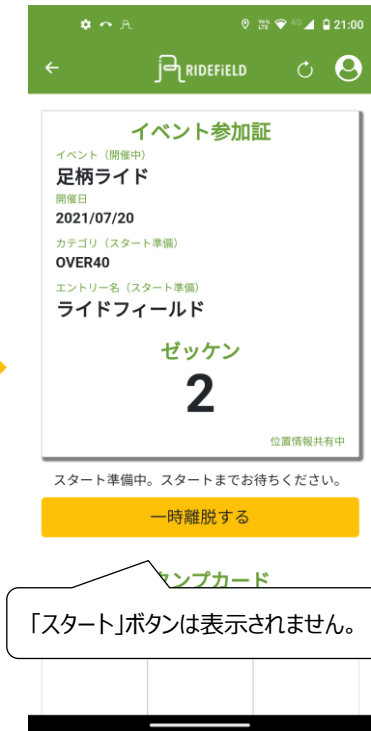 VoLTE 4G 21:00
RIDEFiELD
イベント参加証
イベント（開催中）
足柄ライド
開催日
2021/07/20
カテゴリ（スタート準備）
OVER40
エントリー名（スタート準備）
ライドフィールド
ゼッケン
2
位置情報共有中
スタート準備中。スタートまでお待ちください。
一時離脱する
ンプカード
「スタート」ボタンは表示されません。